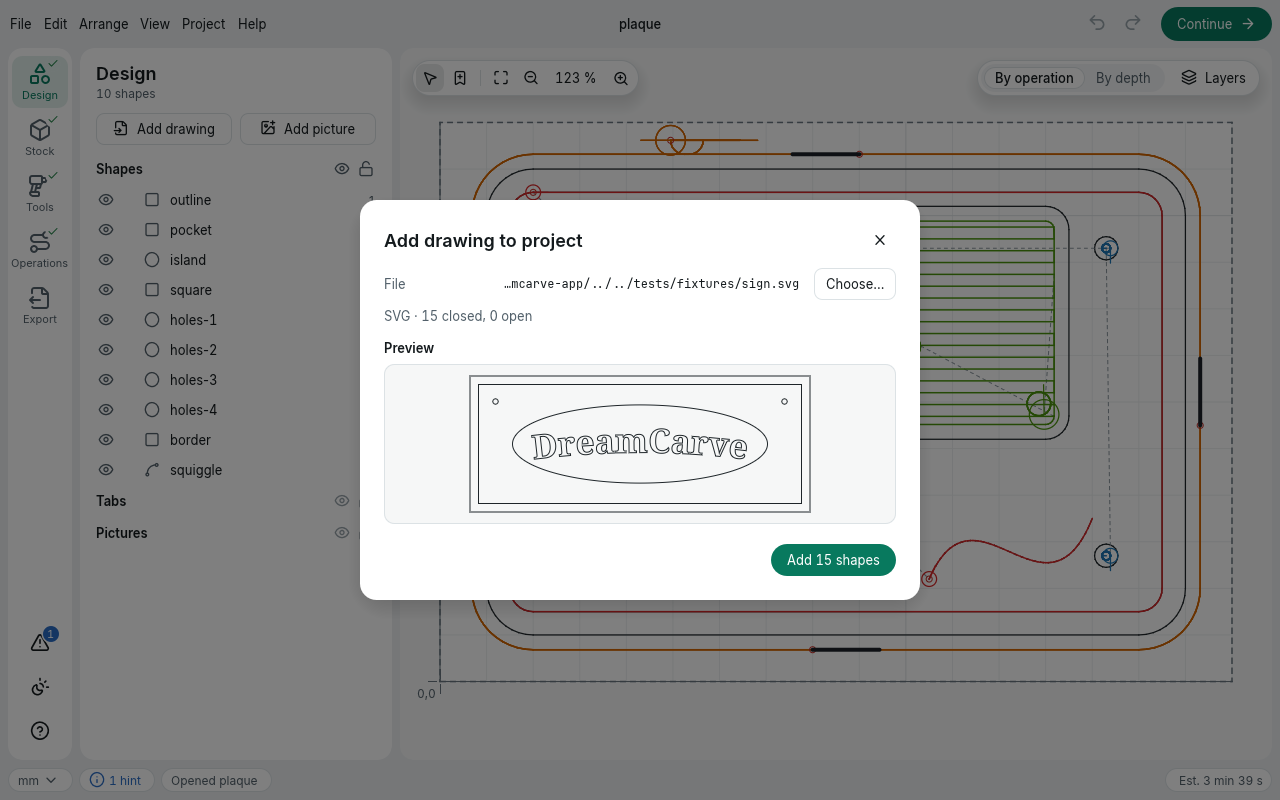 File Edit Arrange View Project Help
plaque
Continue
Design
Stock
Tools
Operations
Export
1
Design
10 shapes
Add drawing
Add picture
Shapes
outline
pocket
island
square
holes-1
holes-2
holes-3
holes-4
border
squiggle
Tabs
Pictures
123 %
By operation
By depth
Layers
Add drawing to project
File
…mcarve-app/../../tests/fixtures/sign.svg
Choose…
SVG · 15 closed, 0 open
Preview
DreamCarve
Add 15 shapes
0,0
mm
1 hint
Opened plaque
Est. 3 min 39 s